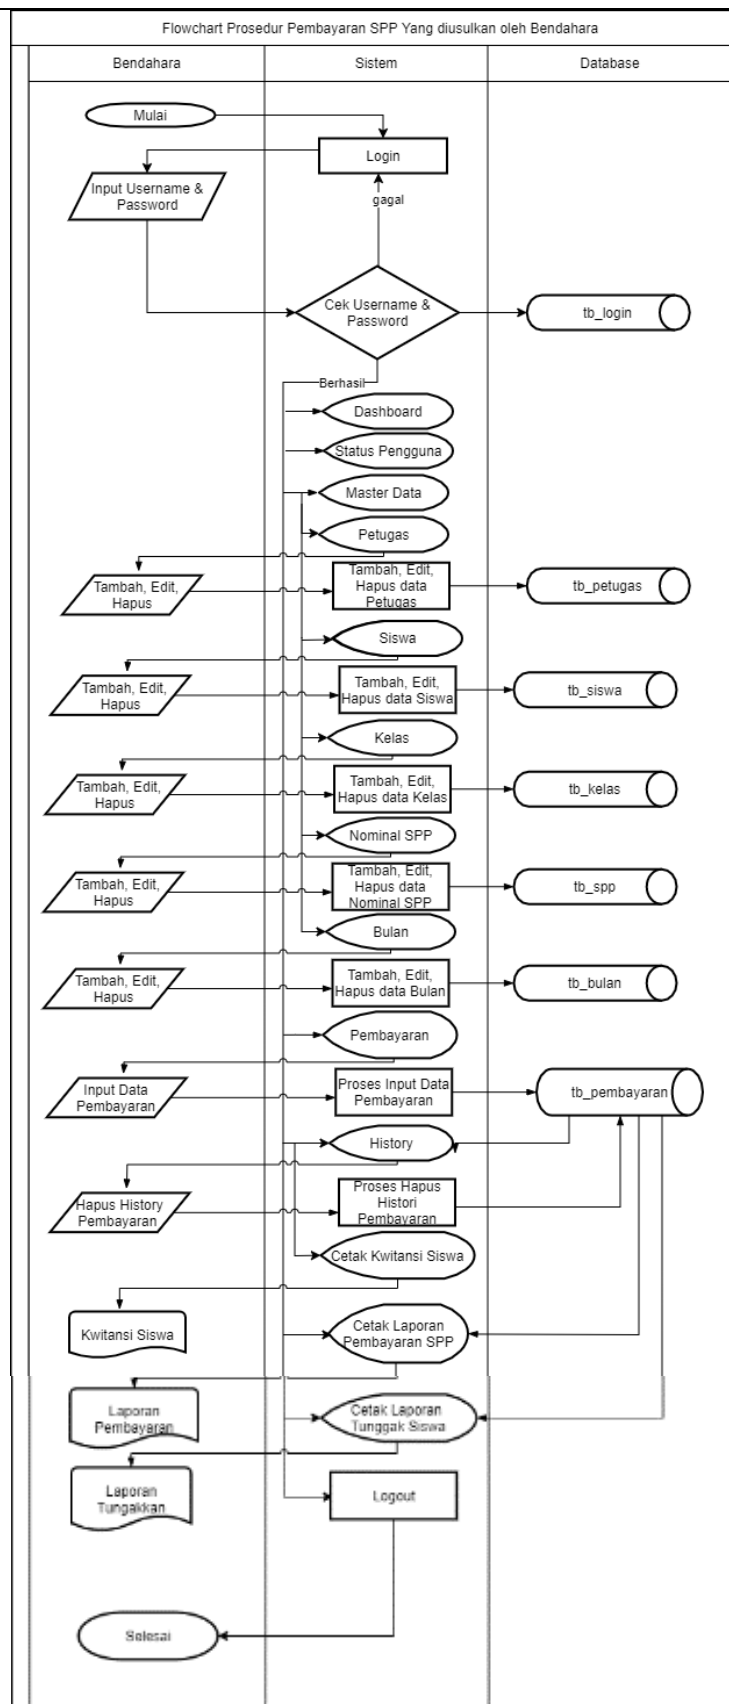 Flowchart Prosedur Pembayaran SPP Yang diusulkan oleh Bendahara
Bendahara
Sistem
Database
Mulai
Login
Input Username &
Password
gagal
Cek Username &
Password
tb_login
Berhasil
Dashboard
Status Pengguna
Master Data
Petugas
Tambah, Edit,
Hapus
Tambah, Edit,
Hapus data
Petugas
tb_petugas
Siswa
Tambah, Edit,
Hapus
Tambah, Edit,
Hapus data Siswa
tb_siswa
Kelas
Tambah, Edit,
Hapus
Tambah, Edit,
Hapus data Kelas
tb_kelas
Nominal SPP
Tambah, Edit,
Hapus
Tambah, Edit,
Hapus data
Nominal SPP
tb_spp
Bulan
Tambah, Edit,
Hapus
Tambah, Edit,
Hapus data Bulan
tb_bulan
Pembayaran
Input Data
Pembayaran
Proses Input Data
Pembayaran
tb_pembayaran
History
Hapus History
Pembayaran
Proses Hapus
Histori
Pembayaran
Cetak Kwitansi Siswa
Kwitansi Siswa
Cetak Laporan
Pembayaran SPP
Laporan
Pembayaran
Cetak Laporan
Tunggak Siswa
Laporan
Tungakkan
Logout
Selesai